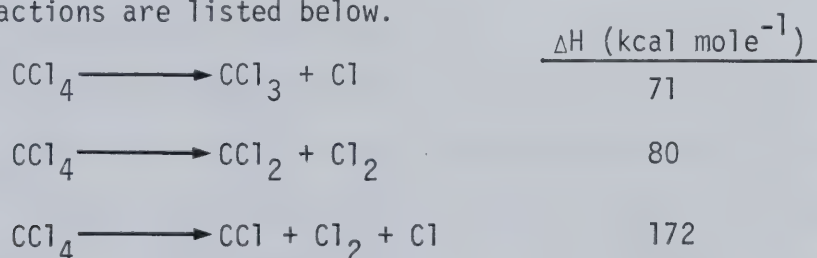 actions are listed below.
ΔH (kcal mole⁻¹)
CCl₄ ⟶ CCl₃ + Cl 71
CCl₄ ⟶ CCl₂ + Cl₂ 80
CCl₄ ⟶ CCl + Cl₂ + Cl 172